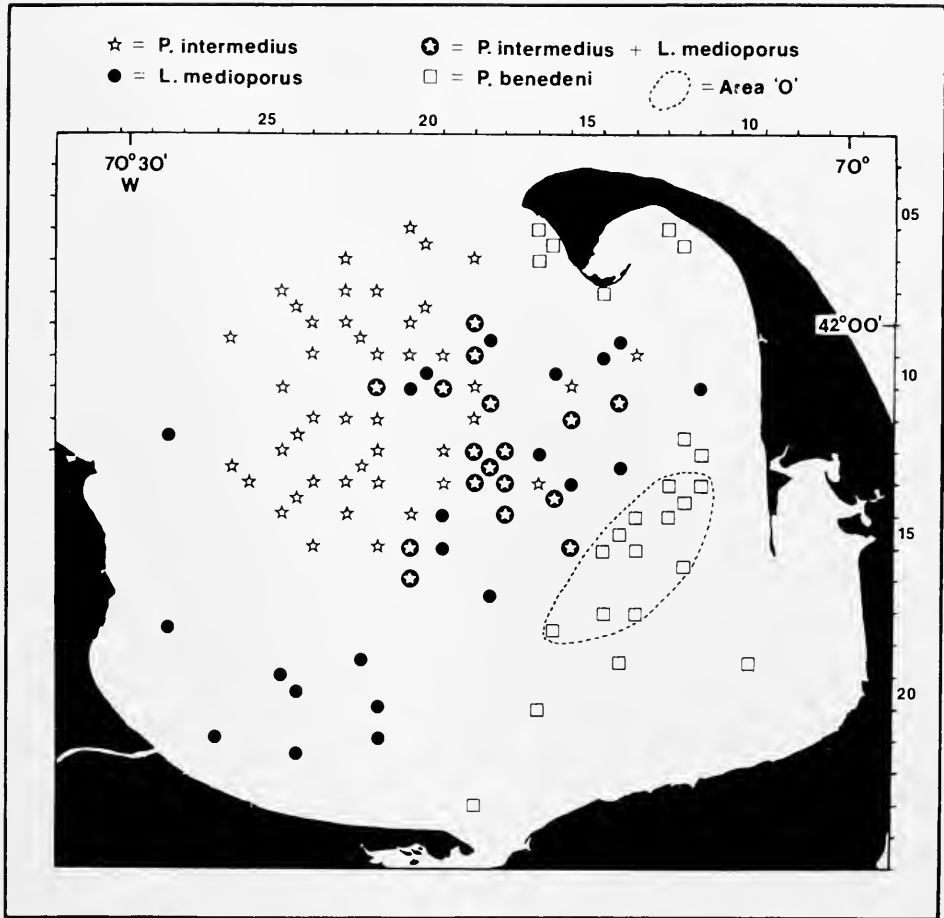 ☆ = P. intermedius
✪ = P. intermedius + L. medioporus
● = L. medioporus
□ = P. benedeni
= Area 'O'
25 20 15 10
70°30' W
70°
05
42°00'
10
15
20